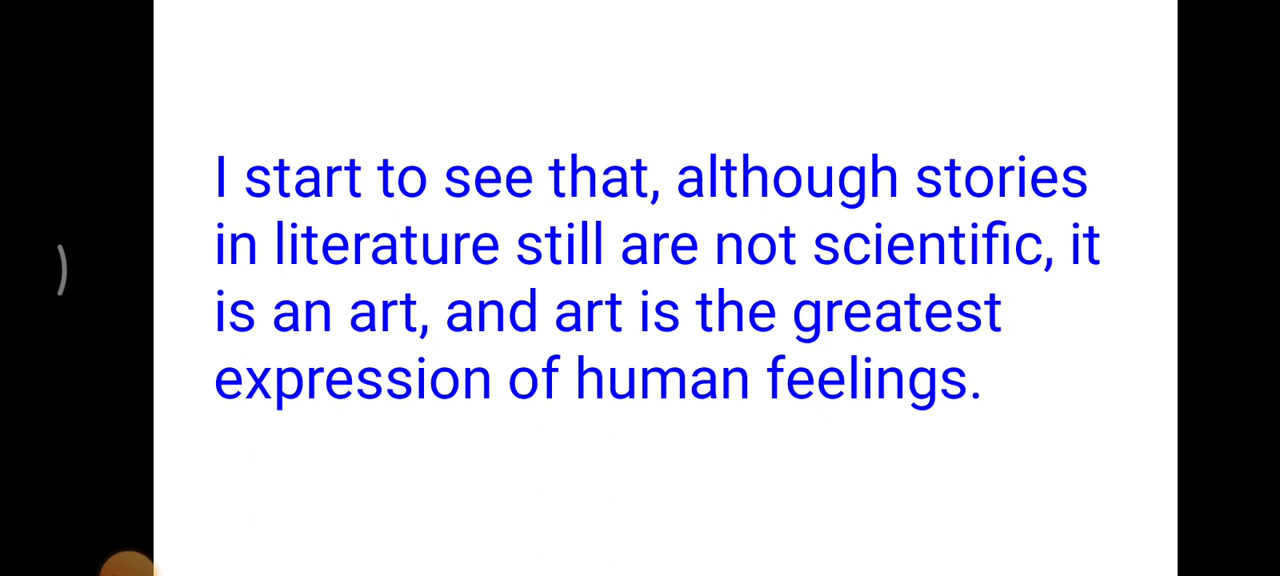 I start to see that, although stories
in literature still are not scientific, it
is an art, and art is the greatest
expression of human feelings.